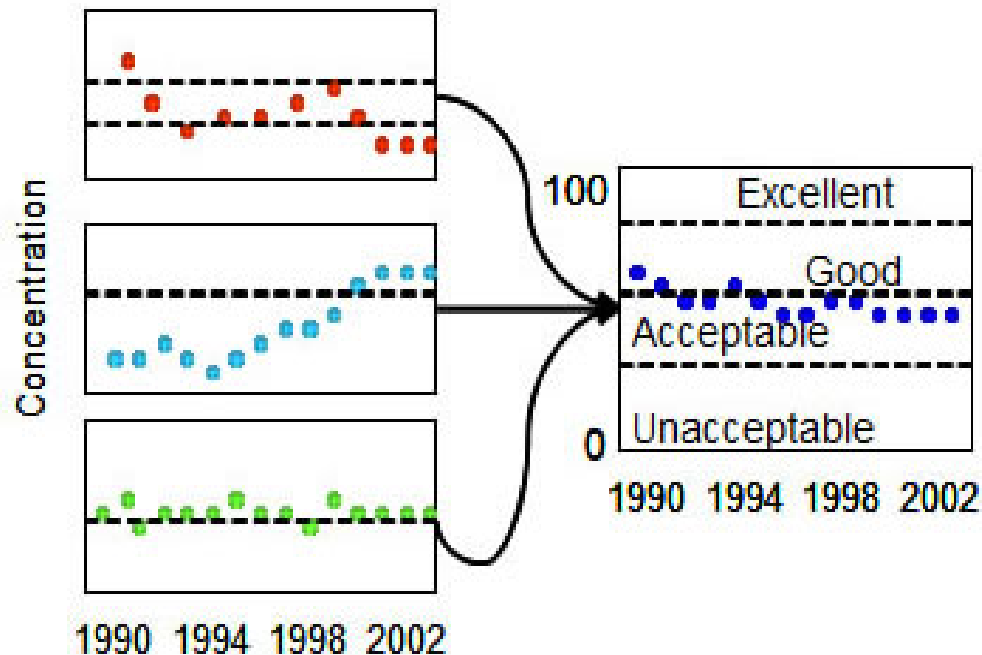 Concentration
1990 1994 1998 2002
100
Excellent
Good
Acceptable
Unacceptable
0
1990 1994 1998 2002